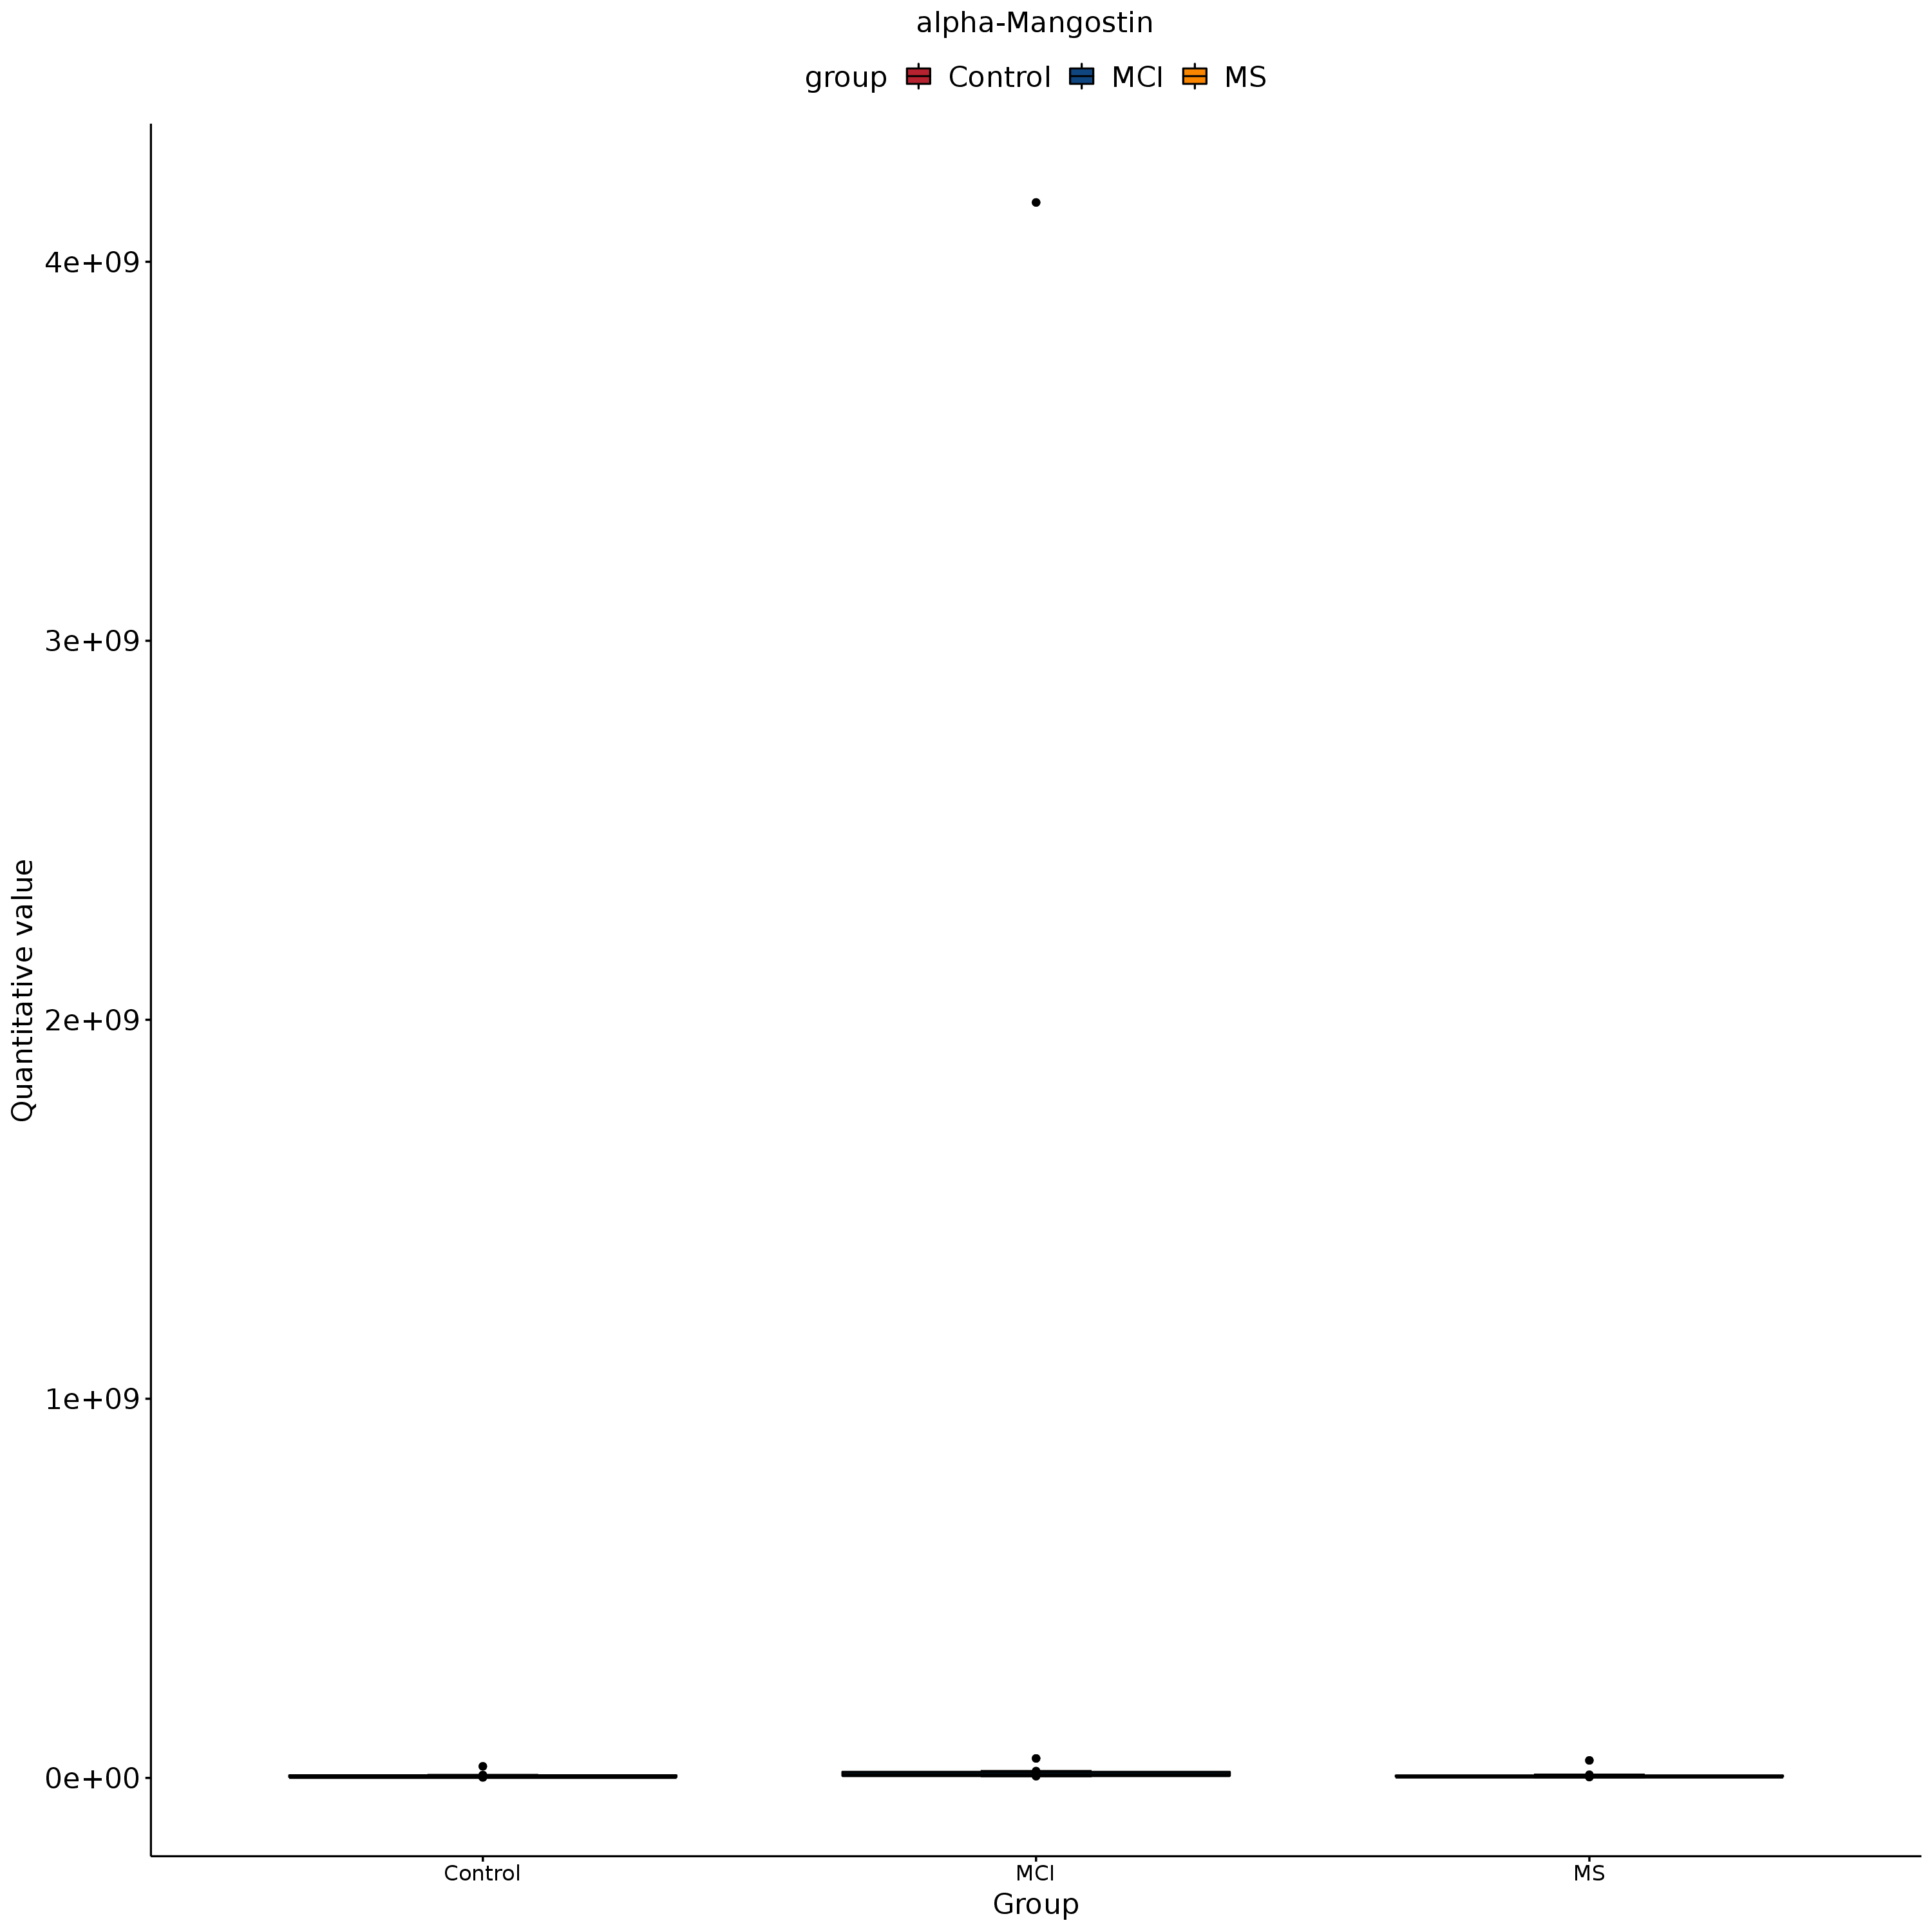 alpha-Mangostin
group Control MCI MS
4e+09
3e+09
2e+09
1e+09
0e+00
Quantitative value
Control MCI MS
Group